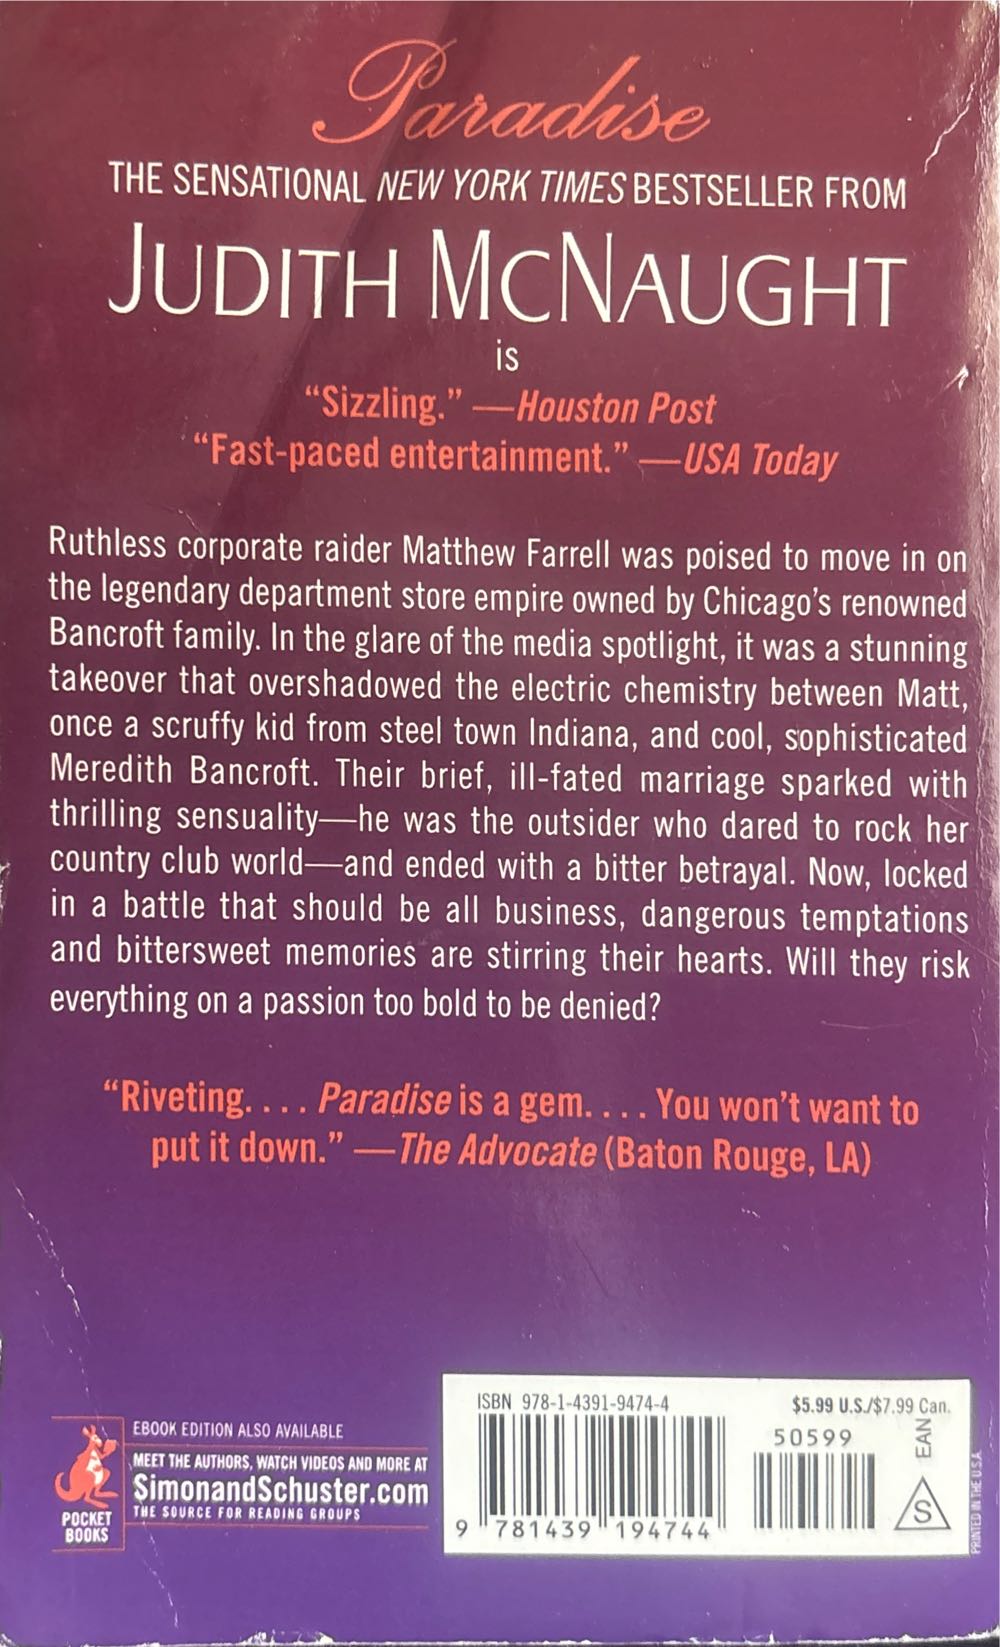 Paradise
THE SENSATIONAL NEW YORK TIMES BESTSELLER FROM
JUDITH MCNAUGHT
is
“Sizzling.” —Houston Post
“Fast-paced entertainment.” —USA Today
Ruthless corporate raider Matthew Farrell was poised to move in on
the legendary department store empire owned by Chicago’s renowned
Bancroft family. In the glare of the media spotlight, it was a stunning
takeover that overshadowed the electric chemistry between Matt,
once a scruffy kid from steel town Indiana, and cool, sophisticated
Meredith Bancroft. Their brief, ill-fated marriage sparked with
thrilling sensuality—he was the outsider who dared to rock her
country club world—and ended with a bitter betrayal. Now, locked
in a battle that should be all business, dangerous temptations
and bittersweet memories are stirring their hearts. Will they risk
everything on a passion too bold to be denied?
“Riveting. . . . Paradise is a gem. . . . You won’t want to
put it down.” —The Advocate (Baton Rouge, LA)
POCKET
BOOKS
EBOOK EDITION ALSO AVAILABLE
MEET THE AUTHORS, WATCH VIDEOS AND MORE AT
SimonandSchuster.com
THE SOURCE FOR READING GROUPS
ISBN 978-1-4391-9474-4
$5.99 U.S./$7.99 Can.
50599
9 781439 194744
EAN
S
PRINTED IN THE U.S.A.